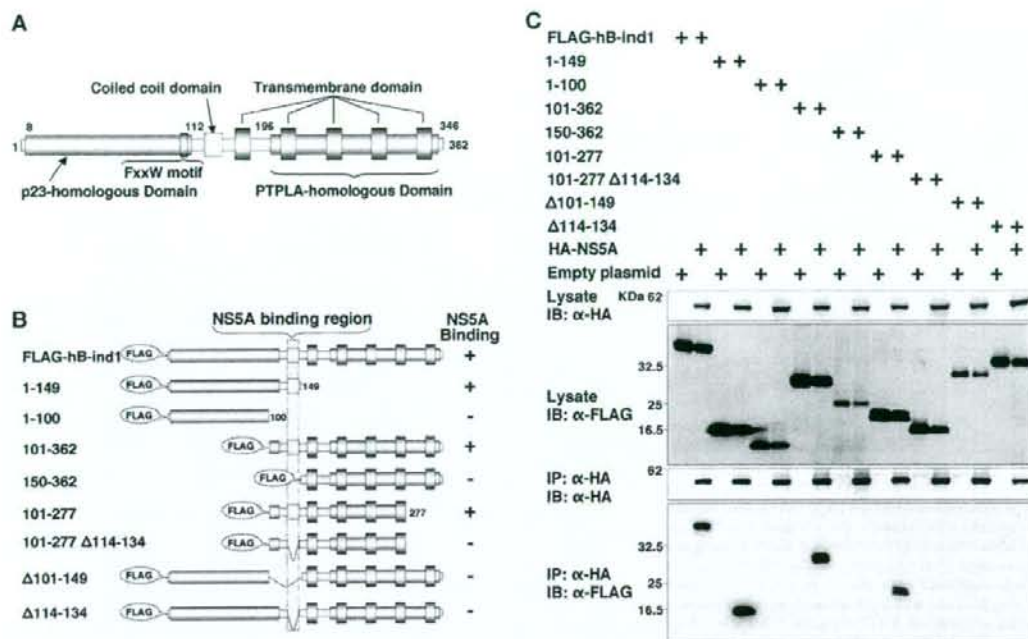 A
Coiled coil domain
Transmembrane domain
8
112
196
346
1
362
FxxW motif
p23-homologous Domain
PTPLA-homologous Domain
B
NS5A binding region
NS5A Binding
FLAG-hB-ind1
FLAG
+
1-149
FLAG
149
+
1-100
FLAG
100
-
101-362
FLAG
+
150-362
FLAG
-
101-277
FLAG
277
+
101-277 Δ114-134
FLAG
-
Δ101-149
FLAG
-
Δ114-134
FLAG
-
C
FLAG-hB-ind1 + +
1-149 + +
1-100 + +
101-362 + +
150-362 + +
101-277 + +
101-277 Δ114-134 + +
Δ101-149 + +
Δ114-134 + +
HA-NS5A + + + + + + + + +
Empty plasmid + + + + + + + + +
Lysate
IB: α-HA
KDa 62
Lysate
IB: α-FLAG
32.5
25
16.5
IP: α-HA
IB: α-HA
62
IP: α-HA
IB: α-FLAG
32.5
25
16.5